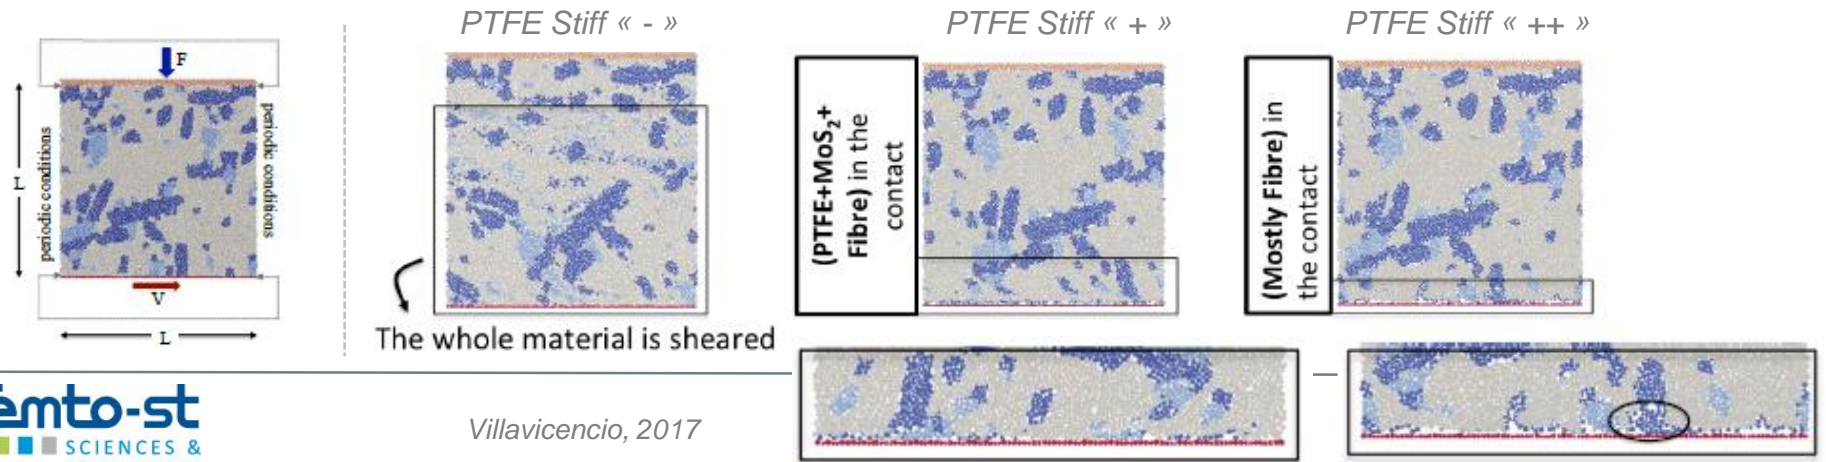 PTFE Stiff « - »
PTFE Stiff « + »
PTFE Stiff « ++ »
F
L
periodic conditions
periodic conditions
V
L
The whole material is sheared
(PTFE+MoS₂+
Fibre) in the
contact
(Mostly Fibre) in
the contact
femto-st
SCIENCES &
Villavicencio, 2017